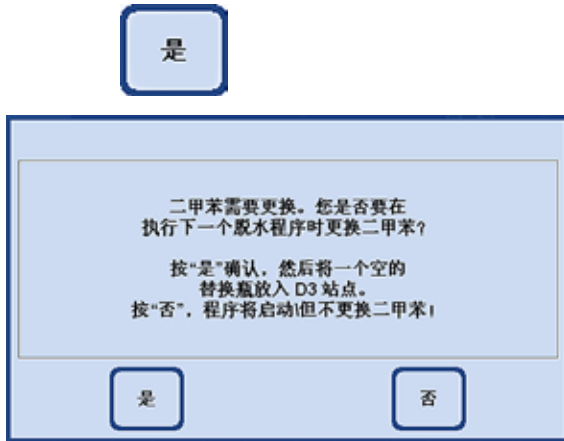 是
二甲苯需要更换。您是否要在
执行下一个脱水程序时更换二甲苯?
按“是”确认，然后将一个空的
替换瓶放入 D3 站点。
按“否”，程序将启动\但不更换二甲苯!
是
否